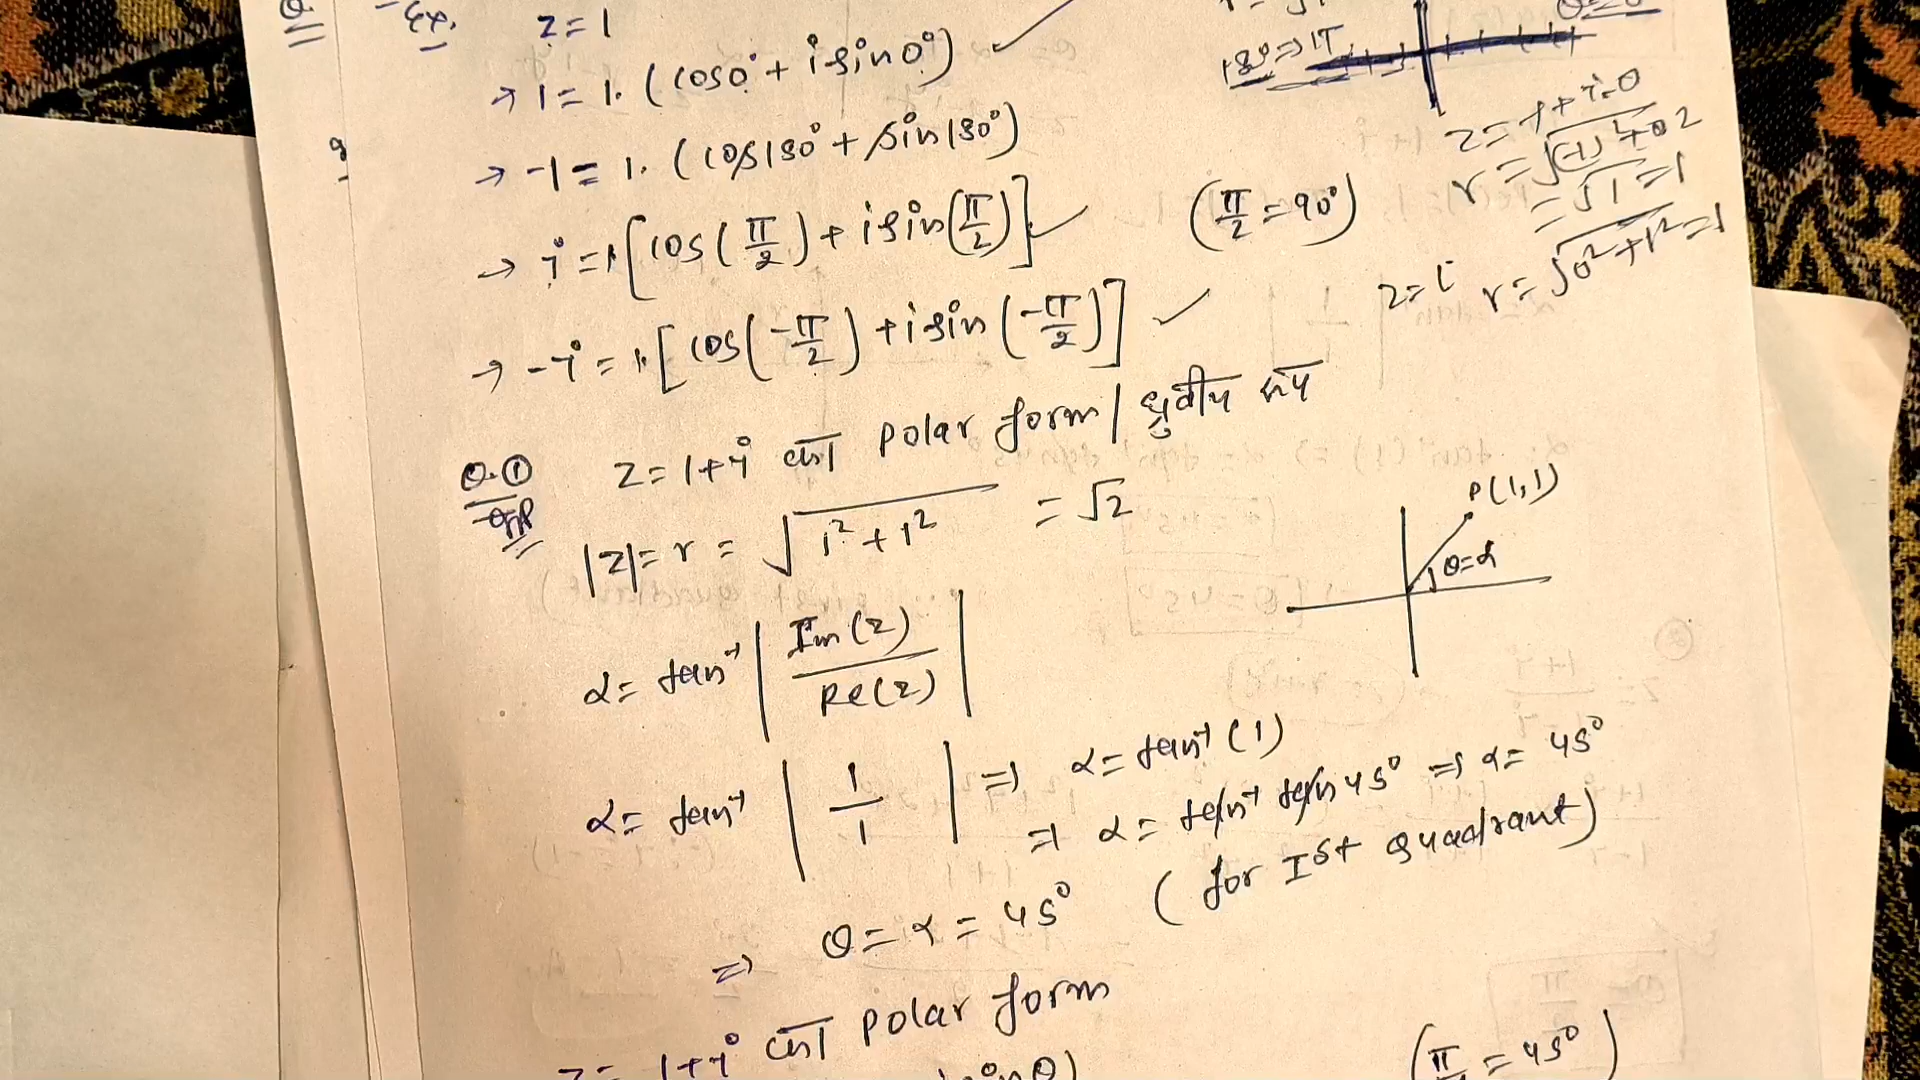 Ex. z=1
→ 1 = 1. (cos0° + i sin0°)
180° ⇒ π
→ -1 = 1. (cos180° + sin180°)
z = -1 + i.0
r = √(-1)²+0²
= √1 = 1
→ i = 1[cos(π/2) + i sin(π/2)]
(π/2 = 90°)
z = i r = √0²+1² = 1
→ -i = 1.[cos(-π/2) + i sin(-π/2)]
Q.① z = 1+i का polar form / ध्रुवीय रूप
|z| = r = √1²+1² = √2
P(1,1)
θ=α
α = tan⁻¹ |Im(z)/Re(z)|
α = tan⁻¹ |1/1| ⇒ α = tan⁻¹(1)
⇒ α = tan⁻¹ tan45° ⇒ α = 45°
⇒ θ = α = 45° (for Ist quadrant)
z = 1+i का polar form